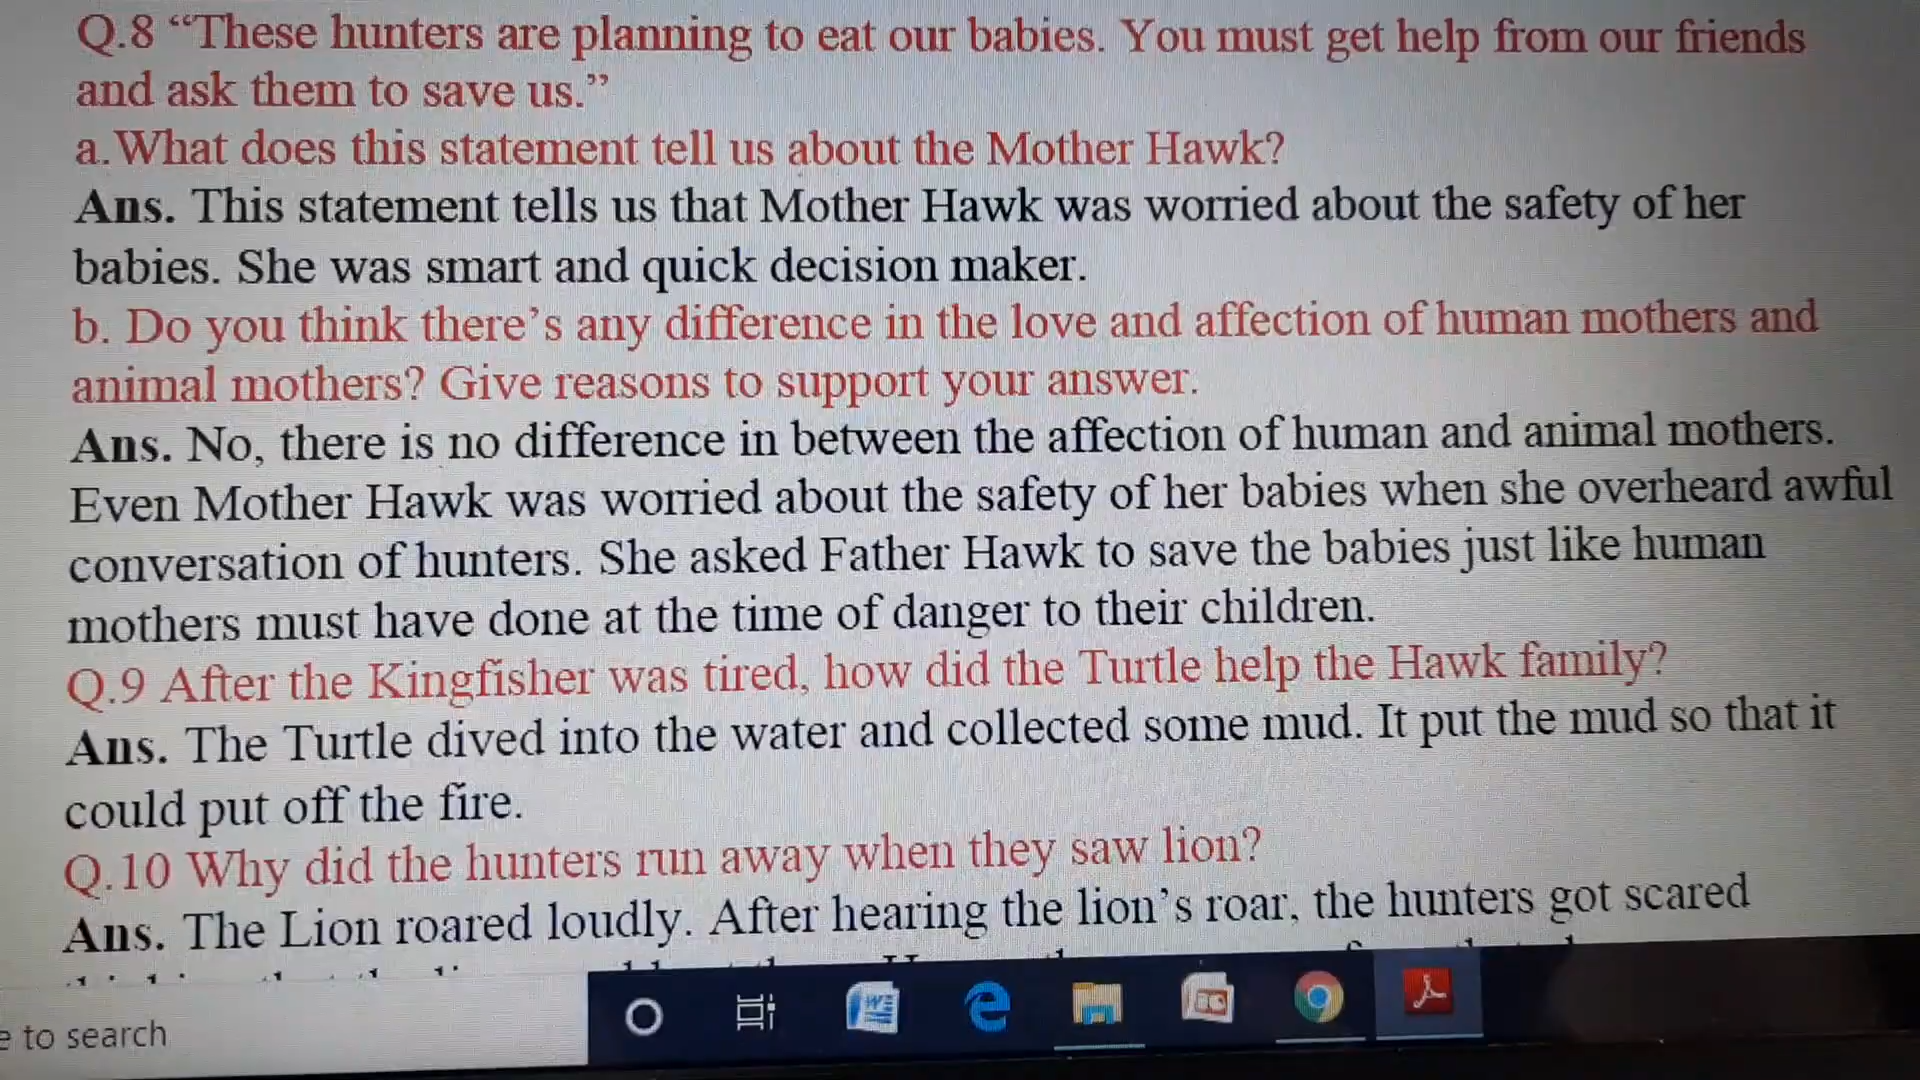 Q.8 “These hunters are planning to eat our babies. You must get help from our friends
and ask them to save us.”
a. What does this statement tell us about the Mother Hawk?
Ans. This statement tells us that Mother Hawk was worried about the safety of her
babies. She was smart and quick decision maker.
b. Do you think there’s any difference in the love and affection of human mothers and
animal mothers? Give reasons to support your answer.
Ans. No, there is no difference in between the affection of human and animal mothers.
Even Mother Hawk was worried about the safety of her babies when she overheard awful
conversation of hunters. She asked Father Hawk to save the babies just like human
mothers must have done at the time of danger to their children.
Q.9 After the Kingfisher was tired, how did the Turtle help the Hawk family?
Ans. The Turtle dived into the water and collected some mud. It put the mud so that it
could put off the fire.
Q.10 Why did the hunters run away when they saw lion?
Ans. The Lion roared loudly. After hearing the lion’s roar, the hunters got scared
to search